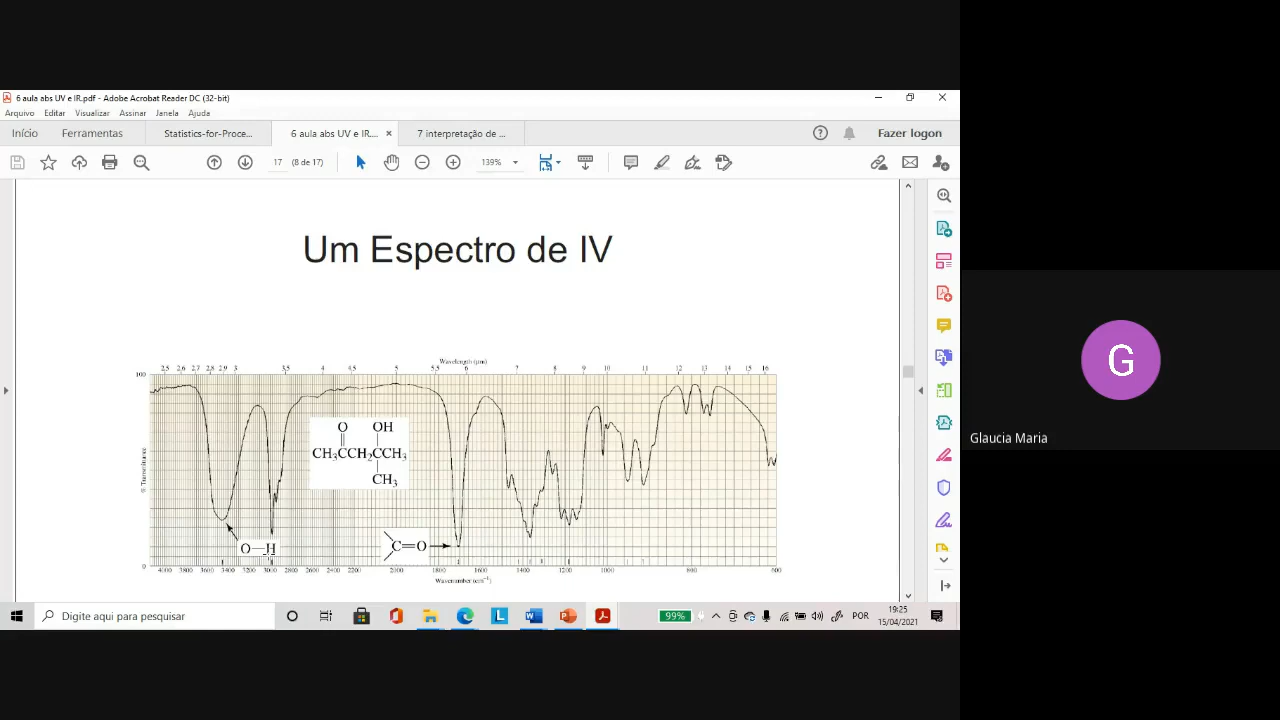 6 aula abs UV e IR.pdf - Adobe Acrobat Reader DC (32-bit)
Arquivo Editar Visualizar Assinar Janela Ajuda
Início Ferramentas Statistics-for-Proce... 6 aula abs UV e IR.... × 7 interpretação de ... Fazer logon
17 (8 de 17) 139%
Um Espectro de IV
Wavelength (μm)
2,5 2,6 2,7 2,8 2,9 3 3,5 4 4,5 5 5,5 6 7 8 9 10 11 12 13 14 15 16
100
O OH
CH3CCH2CCH3
CH3
O—H
C=O
0
4000 3800 3600 3400 3200 3000 2800 2600 2400 2200 2000 1800 1600 1400 1200 1000 800 600
Wavenumber (cm⁻¹)
G
Glaucia Maria
Digite aqui para pesquisar
99% POR 19:25
15/04/2021